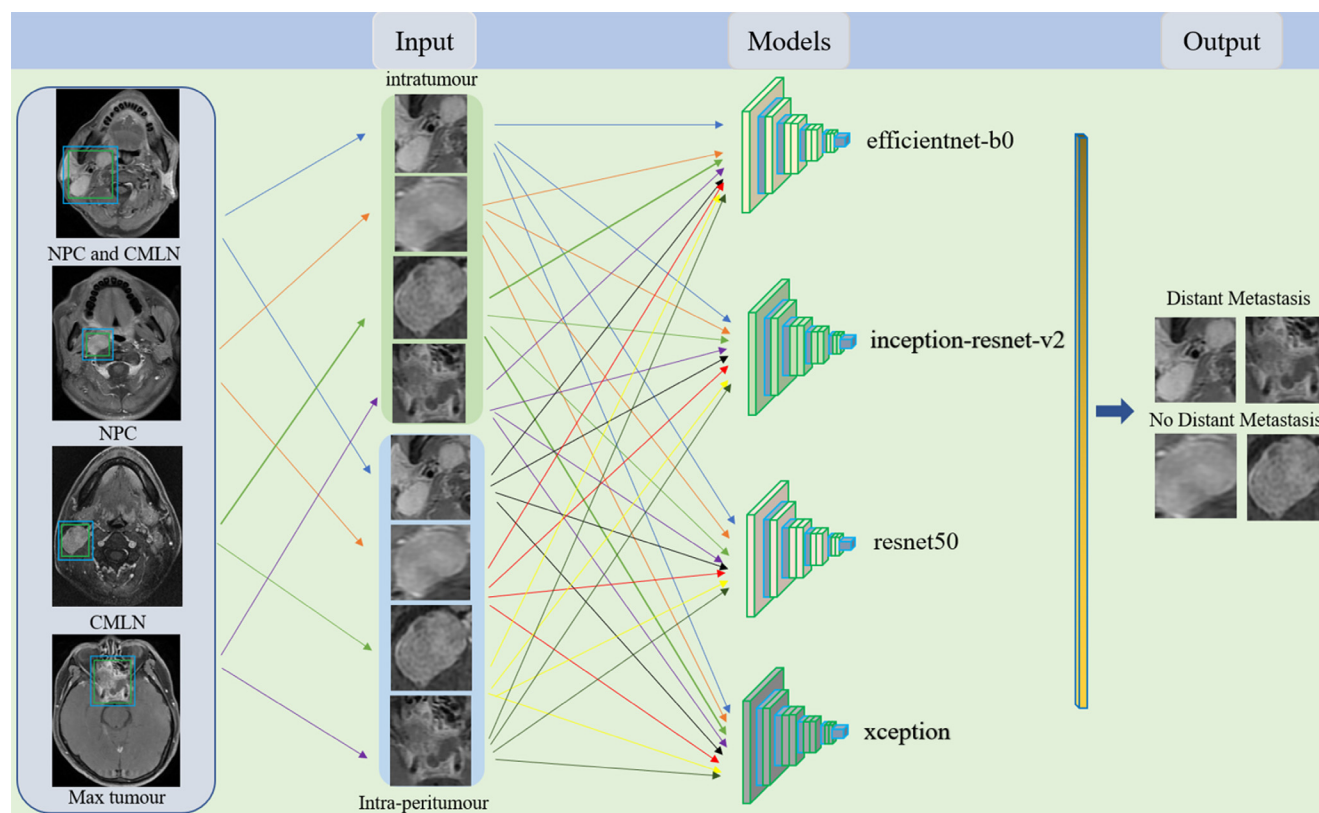 Input
Models
Output
intratumour
NPC and CMLN
NPC
CMLN
Max tumour
Intra-peritumour
efficientnet-b0
inception-resnet-v2
resnet50
xception
Distant Metastasis
No Distant Metastasis